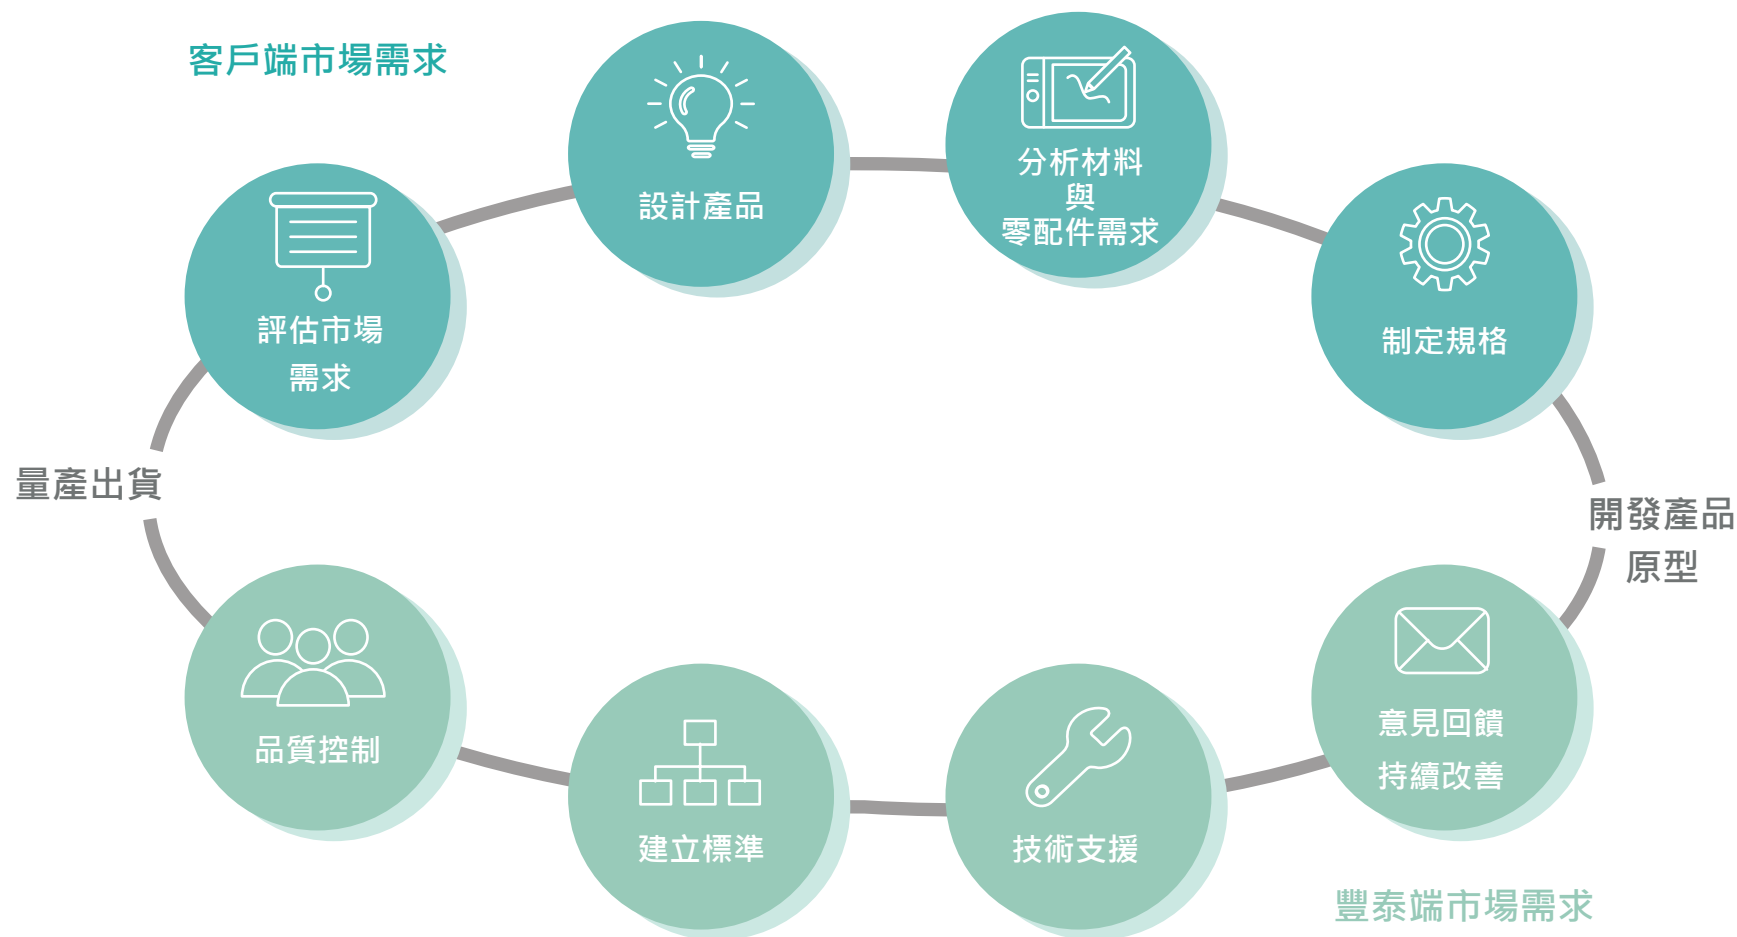 客戶端市場需求
評估市場
需求
設計產品
分析材料
與
零配件需求
制定規格
開發產品
原型
意見回饋
持續改善
技術支援
建立標準
品質控制
量產出貨
豐泰端市場需求